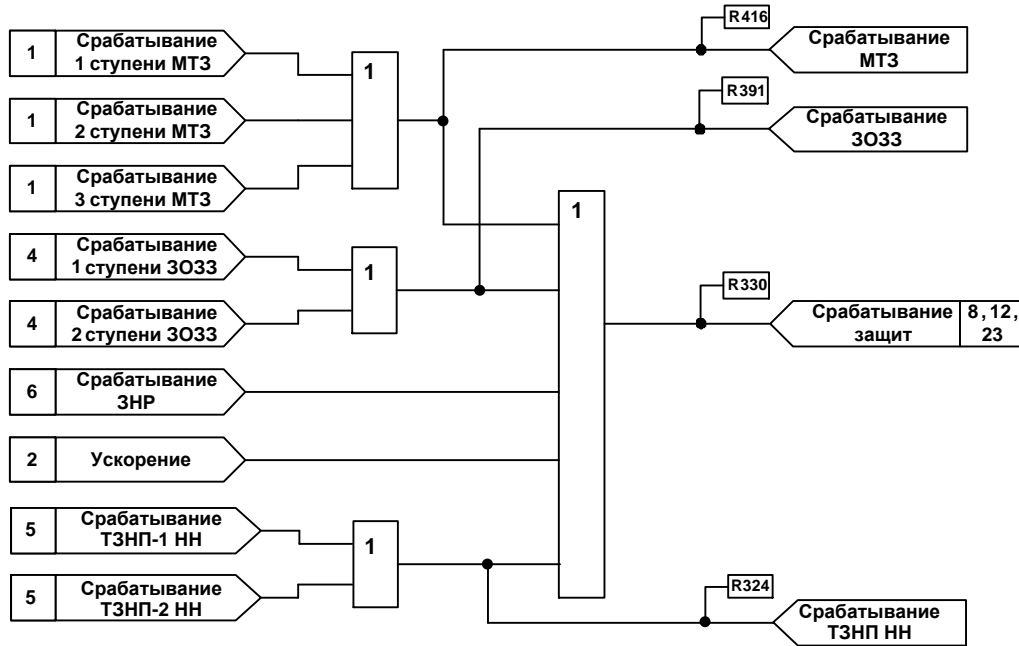 R416
1 Срабатывание
1 ступени МТЗ
Срабатывание
МТЗ
1
R391
1 Срабатывание
2 ступени МТЗ
Срабатывание
ЗОЗЗ
1 Срабатывание
3 ступени МТЗ
1
4 Срабатывание
1 ступени ЗОЗЗ
1
R330
4 Срабатывание
2 ступени ЗОЗЗ
Срабатывание
защит
8, 12,
23
6 Срабатывание
ЗНР
2 Ускорение
5 Срабатывание
ТЗНП-1 НН
1
5 Срабатывание
ТЗНП-2 НН
R324
Срабатывание
ТЗНП НН